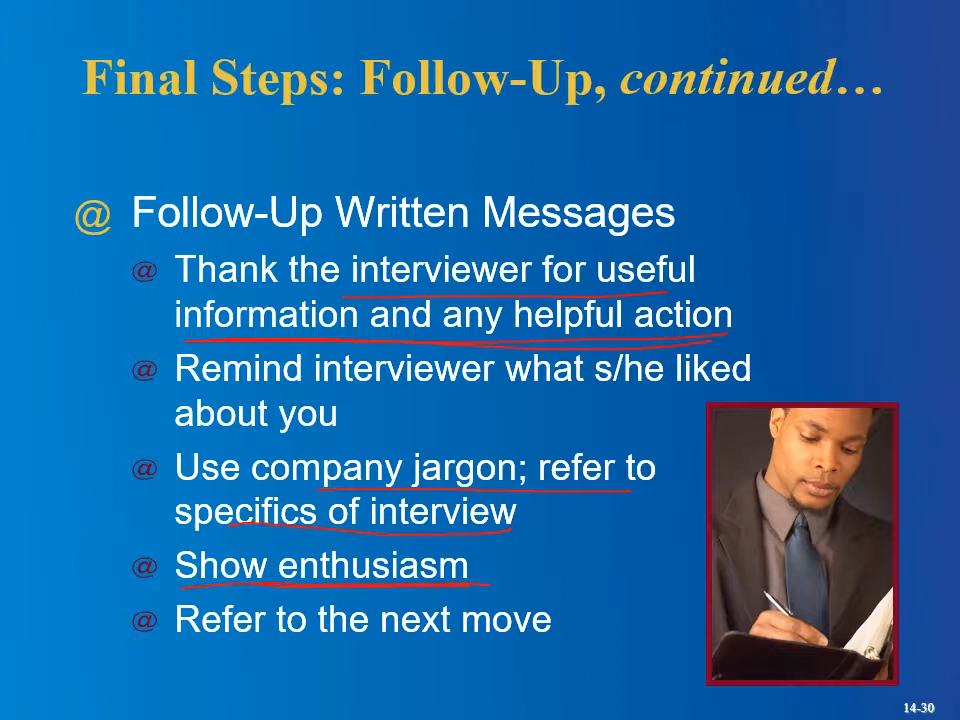 Final Steps: Follow-Up, continued…
@ Follow-Up Written Messages
@ Thank the interviewer for useful
information and any helpful action
@ Remind interviewer what s/he liked
about you
@ Use company jargon; refer to
specifics of interview
@ Show enthusiasm
@ Refer to the next move
14-30